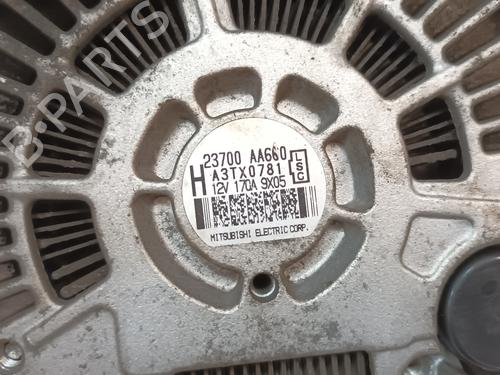 B-PARTS
23700 AA660
H A3TX0781 LSC
12V 170A 9X05
MITSUBISHI ELECTRIC CORP.